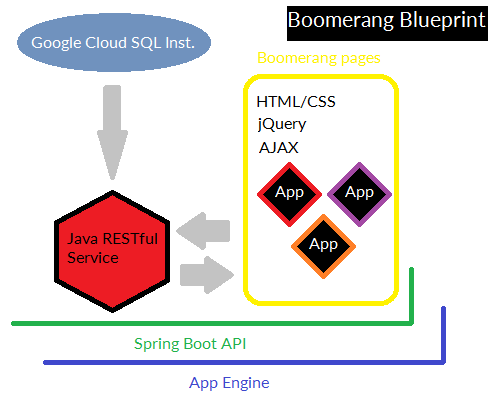 Boomerang Blueprint
Google Cloud SQL Inst.
Boomerang pages
HTML/CSS
jQuery
AJAX
App
App
App
Java RESTful
Service
Spring Boot API
App Engine